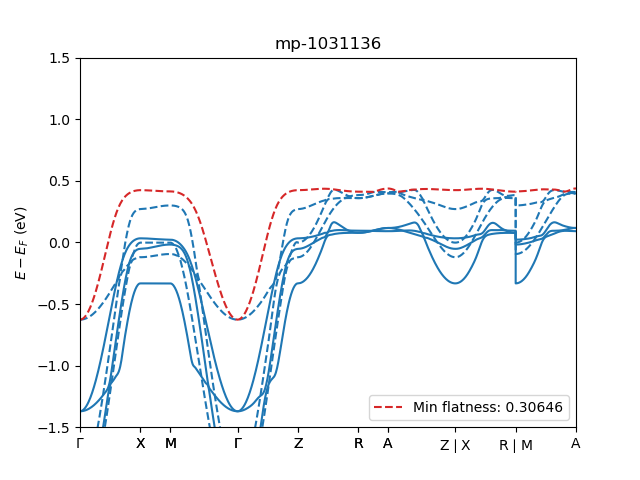 mp-1031136
1.5
1.0
0.5
0.0
−0.5
−1.0
−1.5
E − E_F (eV)
Min flatness: 0.30646
Γ X M Γ Z R A Z | X R | M A